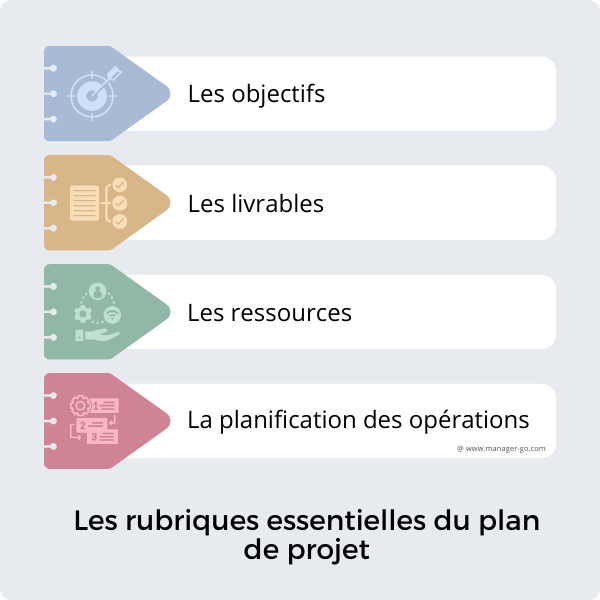 Les objectifs
Les livrables
Les ressources
1
2
3
La planification des opérations
@ www.manager-go.com
Les rubriques essentielles du plan
de projet